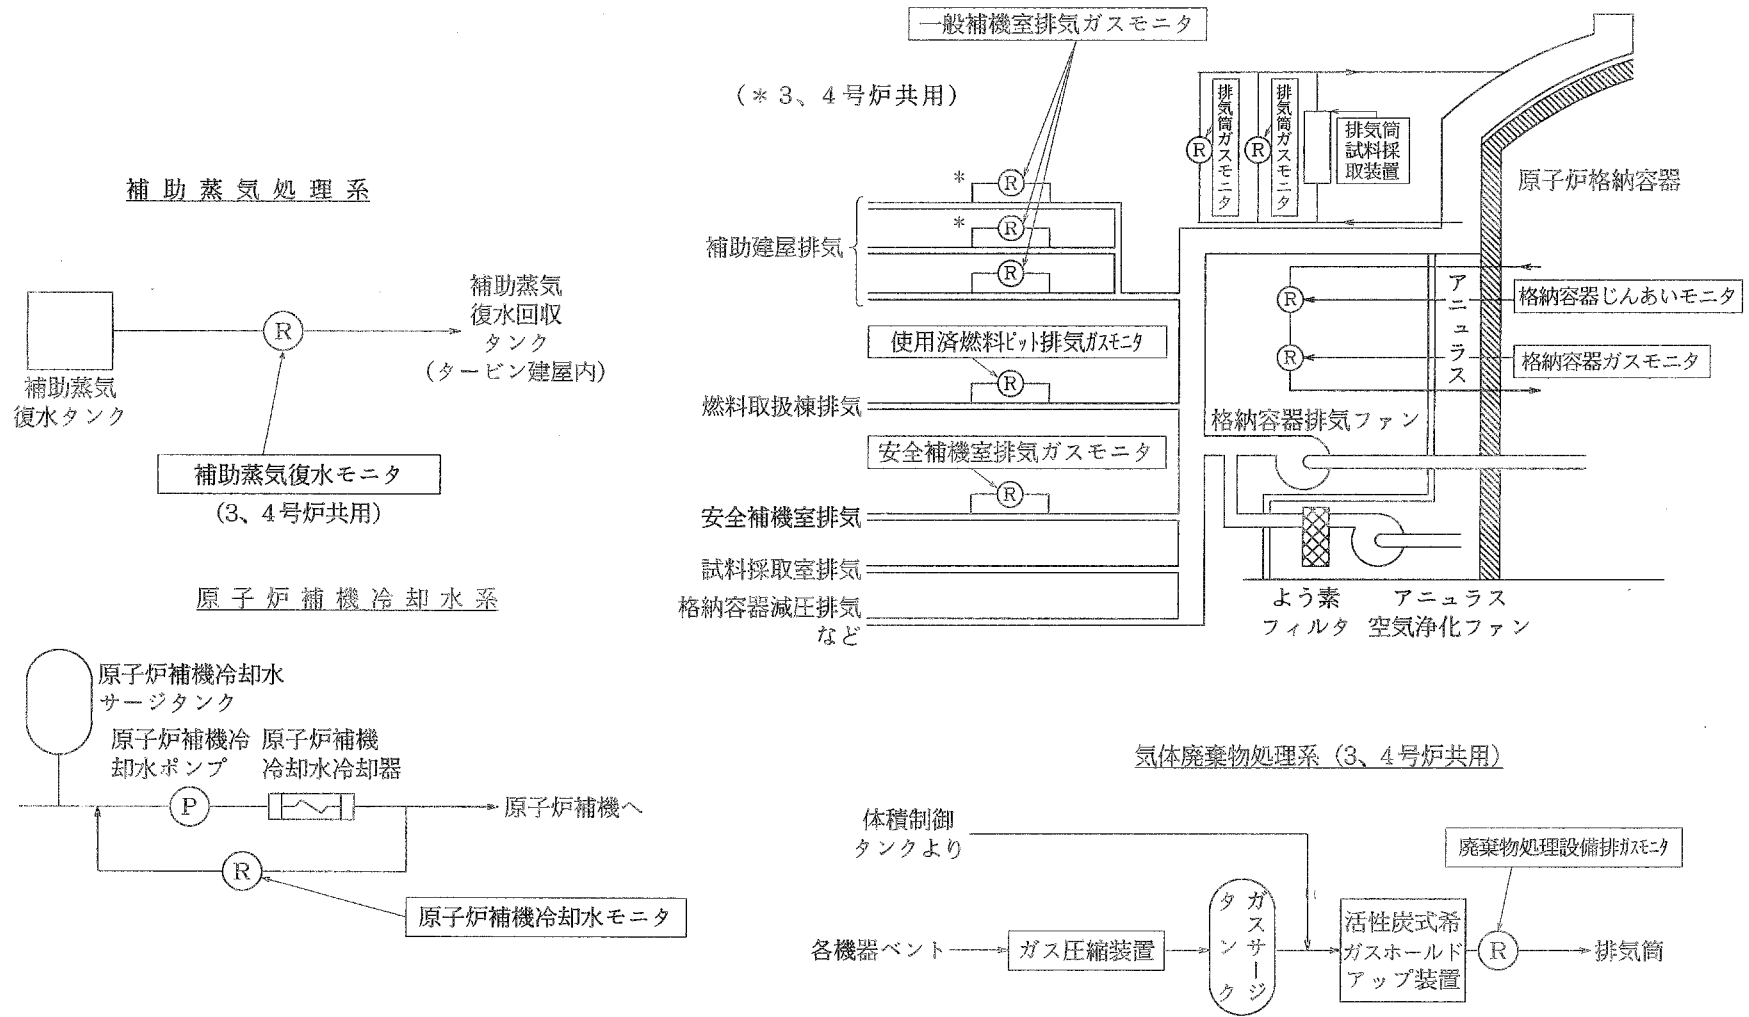 一般補機室排気ガスモニタ
(* 3、4号炉共用)
補助蒸気処理系
補助蒸気
復水タンク
R
補助蒸気
復水回収
タンク
(タービン建屋内)
補助蒸気復水モニタ
(3、4号炉共用)
原子炉補機冷却水系
原子炉補機冷却水
サージタンク
原子炉補機冷
却水ポンプ
原子炉補機
冷却水冷却器
P
原子炉補機へ
R
原子炉補機冷却水モニタ
補助建屋排気
*
R
*
R
R
使用済燃料ピット排気ガスモニタ
R
燃料取扱棟排気
安全補機室排気ガスモニタ
R
安全補機室排気
試料採取室排気
格納容器減圧排気
など
R
排気筒ガスモニタ
R
排気筒ガスモニタ
排気筒
試料採
取装置
原子炉格納容器
アニュラス
R
格納容器じんあいモニタ
R
格納容器ガスモニタ
格納容器排気ファン
よう素
フィルタ
アニュラス
空気浄化ファン
気体廃棄物処理系(3、4号炉共用)
体積制御
タンクより
各機器ベント
ガス圧縮装置
ガスサージ
タンク
活性炭式希
ガスホールド
アップ装置
R
廃棄物処理設備排ガスモニタ
排気筒